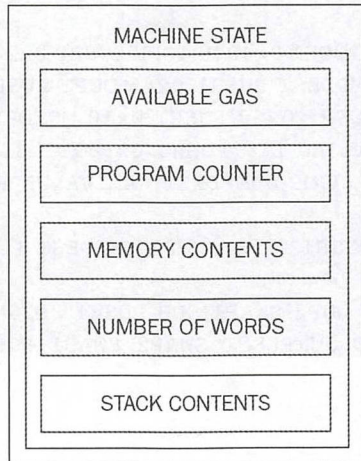 MACHINE STATE
AVAILABLE GAS
PROGRAM COUNTER
MEMORY CONTENTS
NUMBER OF WORDS
STACK CONTENTS